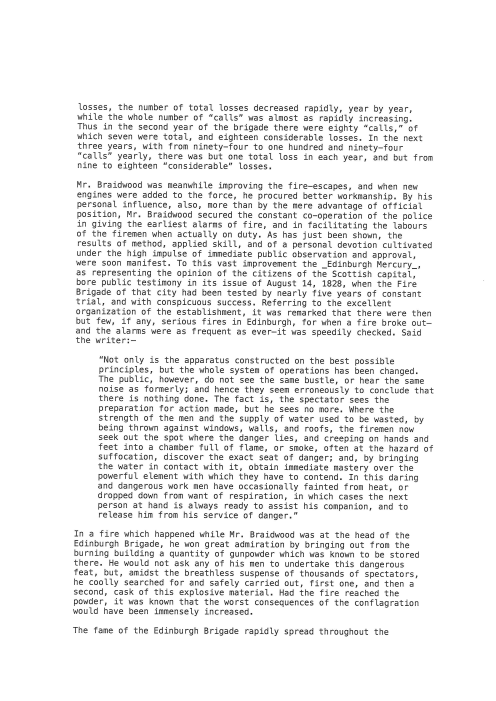 losses, the number of total losses decreased rapidly, year by year,
while the whole number of “calls” was almost as rapidly increasing.
Thus in the second year of the brigade there were eighty “calls,” of
which seven were total, and eighteen considerable losses. In the next
three years, with ninety-four to one hundred and ninety-four
“calls” yearly, there was but one total loss in each year, and but from
nine to eighteen “considerable” losses.

Mr. Braidwood was meanwhile improving the fire-escapes, and when new
engines were added to the force, he procured better workmanship. By his
personal influence, also, more than by the mere advantage of official
position, Mr. Braidwood secured the constant co-operation of the police
in giving the earliest alarms of fire, and in facilitating the labours
of the firemen when actually on duty. As has just been shown, the
results of method, applied skill, and of a personal devotion cultivated
under the high impulse of immediate public observation and approval,
were soon manifest. To this vast improvement the _Edinburgh Mercury_,
as representing the opinion of the citizens of the Scottish capital,
bore public testimony in its issue of August 14, 1828, when the Fire
Brigade of that city had been tested by nearly five years of constant
trial, and with conspicuous success. Referring to the excellent
organization of the establishment, it was remarked that there were then
but few, if any, serious fires in Edinburgh, for when a fire broke out—
and the alarms were as frequent as ever—it was speedily checked. Said
the writer:—

“Not only is the apparatus constructed on the best possible
principles, but the whole system of operations has been changed.
The public, however, do not see the same bustle, or hear the same
noise as formerly; and hence they seem erroneously to conclude that
there is nothing done. The fact is, the spectator sees the
preparation for action made, but he sees no more. Where the
strength of the men and the supply of water used to be wasted, by
being thrown against windows, walls, and roofs, the firemen now
seek out the spot where the danger lies, and creeping on hands and
feet into a chamber full of flame, or smoke, often at the hazard of
suffocation, discover the exact seat of danger; and, by bringing
the water in contact with it, obtain immediate mastery over the
powerful element with which they have to contend. In this daring
and dangerous work men have occasionally fainted from heat, or
dropped down from want of respiration, in which cases the next
person at hand is always ready to assist his companion, and to
release him from his service of danger.”

In a fire which happened while Mr. Braidwood was at the head of the
Edinburgh Brigade, he won great admiration by bringing out from the
burning building a quantity of gunpowder which was known to be stored
there. He would not ask any of his men to undertake this dangerous
feat, but, amidst the breathless suspense of thousands of spectators,
he coolly searched for and safely carried out, first one, and then a
second, cask of this explosive material. Had the fire reached the
powder, it was known that the worst consequences of the conflagration
would have been immensely increased.

The fame of the Edinburgh Brigade rapidly spread throughout the